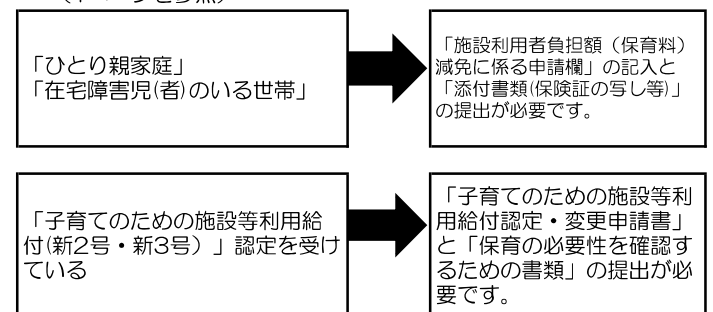 「ひとり親家庭」
「在宅障害児(者)のいる世帯」
「施設利用者負担額（保育料）
減免に係る申請欄」の記入と
「添付書類(保険証の写し等)」
の提出が必要です。
「子育てのための施設等利用給
付(新2号・新3号）」認定を受け
ている
「子育てのための施設等利
用給付認定・変更申請書」
と「保育の必要性を確認す
るための書類」の提出が必
要です。